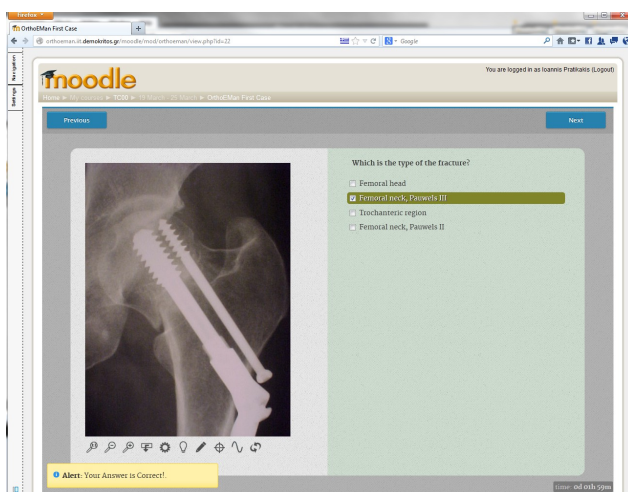 Firefox
OrthoEMan First Case
orthoeman.iit.demokritos.gr/moodle/mod/orthoeman/view.php?id=22
Google
Navigation
Settings
moodle
You are logged in as Ioannis Pratikakis (Logout)
Home ► My courses ► TC00 ► 19 March - 25 March ► OrthoEMan First Case
Previous
Next
Which is the type of the fracture?
Femoral head
Femoral neck, Pauwels III
Trochanteric region
Femoral neck, Pauwels II
Alert: Your Answer is Correct!.
time: 0d 01h 59m